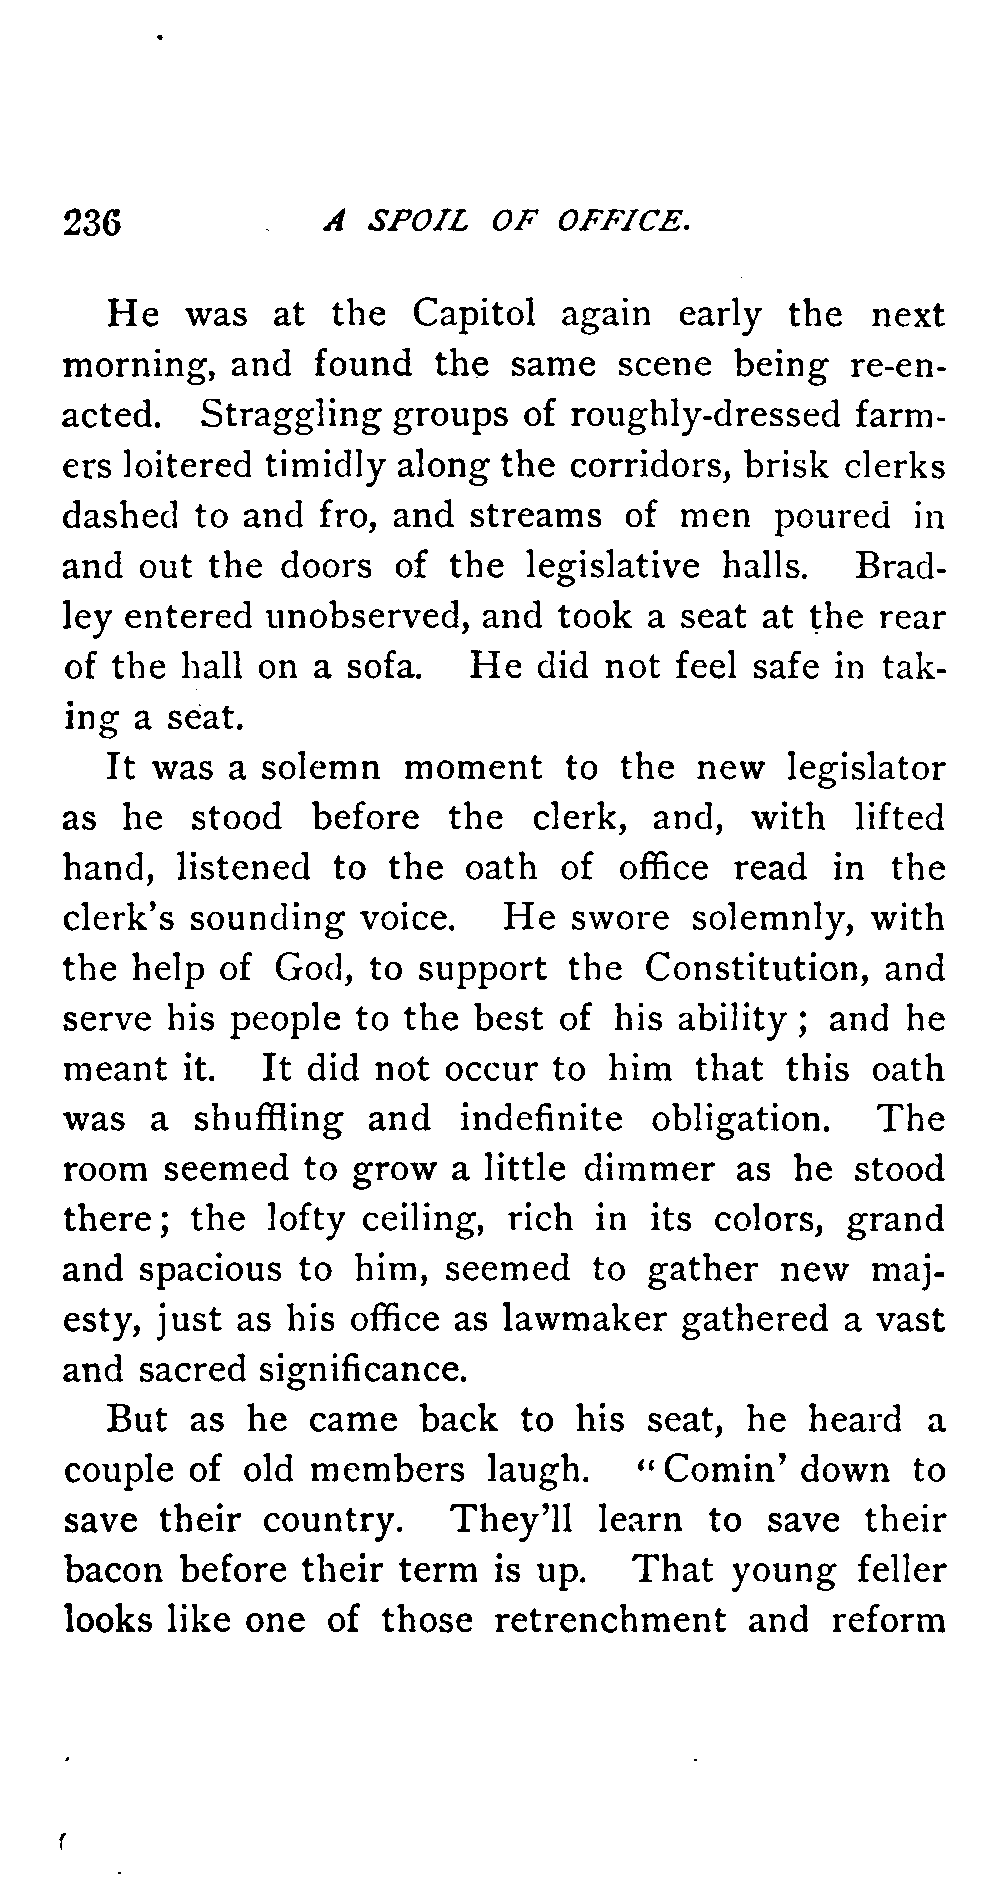 236 A SPOIL OF OFFICE.
He was at the Capitol again early the next
morning, and found the same scene being re-en-
acted. Straggling groups of roughly-dressed farm-
ers loitered timidly along the corridors, brisk clerks
dashed to and fro, and streams of men poured in
and out the doors of the legislative halls. Brad-
ley entered unobserved, and took a seat at the rear
of the hall on a sofa. He did not feel safe in tak-
ing a seat.
It was a solemn moment to the new legislator
as he stood before the clerk, and, with lifted
hand, listened to the oath of office read in the
clerk's sounding voice. He swore solemnly, with
the help of God, to support the Constitution, and
serve his people to the best of his ability ; and he
meant it. It did not occur to him that this oath
was a shuffling and indefinite obligation. The
room seemed to grow a little dimmer as he stood
there ; the lofty ceiling, rich in its colors, grand
and spacious to him, seemed to gather new maj-
esty, just as his office as lawmaker gathered a vast
and sacred significance.
But as he came back to his seat, he heard a
couple of old members laugh. “ Comin' down to
save their country. They'll learn to save their
bacon before their term is up. That young feller
looks like one of those retrenchment and reform